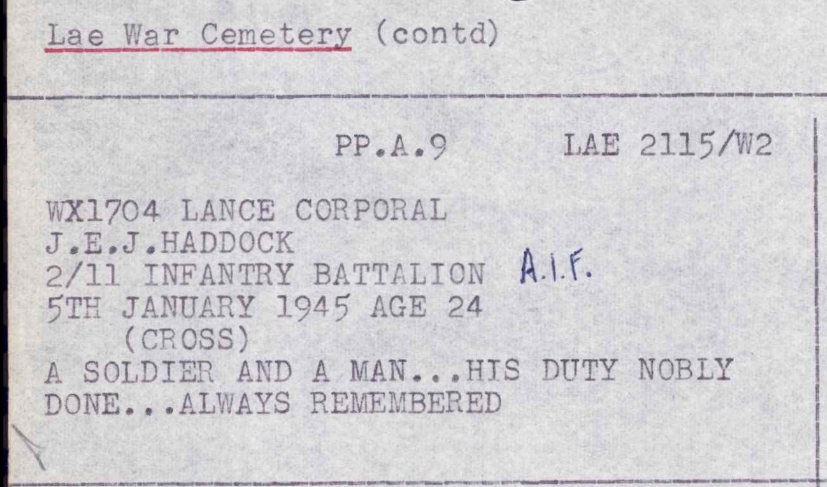 Lae War Cemetery (contd)
PP.A.9 LAE 2115/W2
WX1704 LANCE CORPORAL
J.E.J.HADDOCK
2/11 INFANTRY BATTALION A.I.F.
5TH JANUARY 1945 AGE 24
(CROSS)
A SOLDIER AND A MAN...HIS DUTY NOBLY
DONE...ALWAYS REMEMBERED